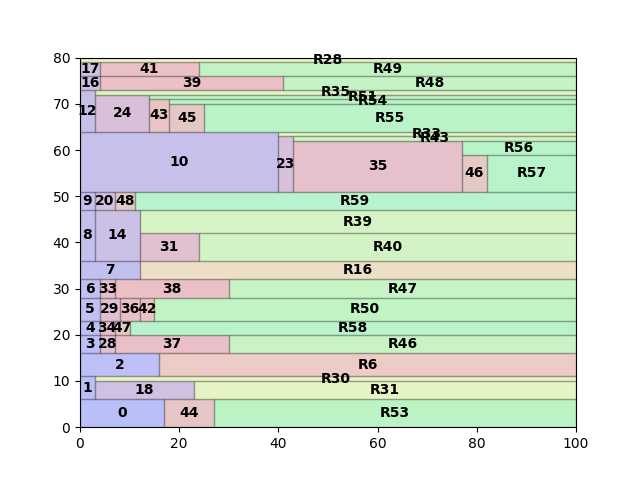 80
R28
17 41 R49
16 39 R48
R35
R51
70
R54
12 24 43 45 R55
R33
R43
60
10 23 35 46 R56
R57
50
9 20 48 R59
8 14 R39
40
31 R40
7 R16
30
6 33 38 R47
5 29 36 42 R50
20
4 34 47 R58
3 28 37 R46
2 R6
10
R30
1 18 R31
0 44 R53
0
0 20 40 60 80 100